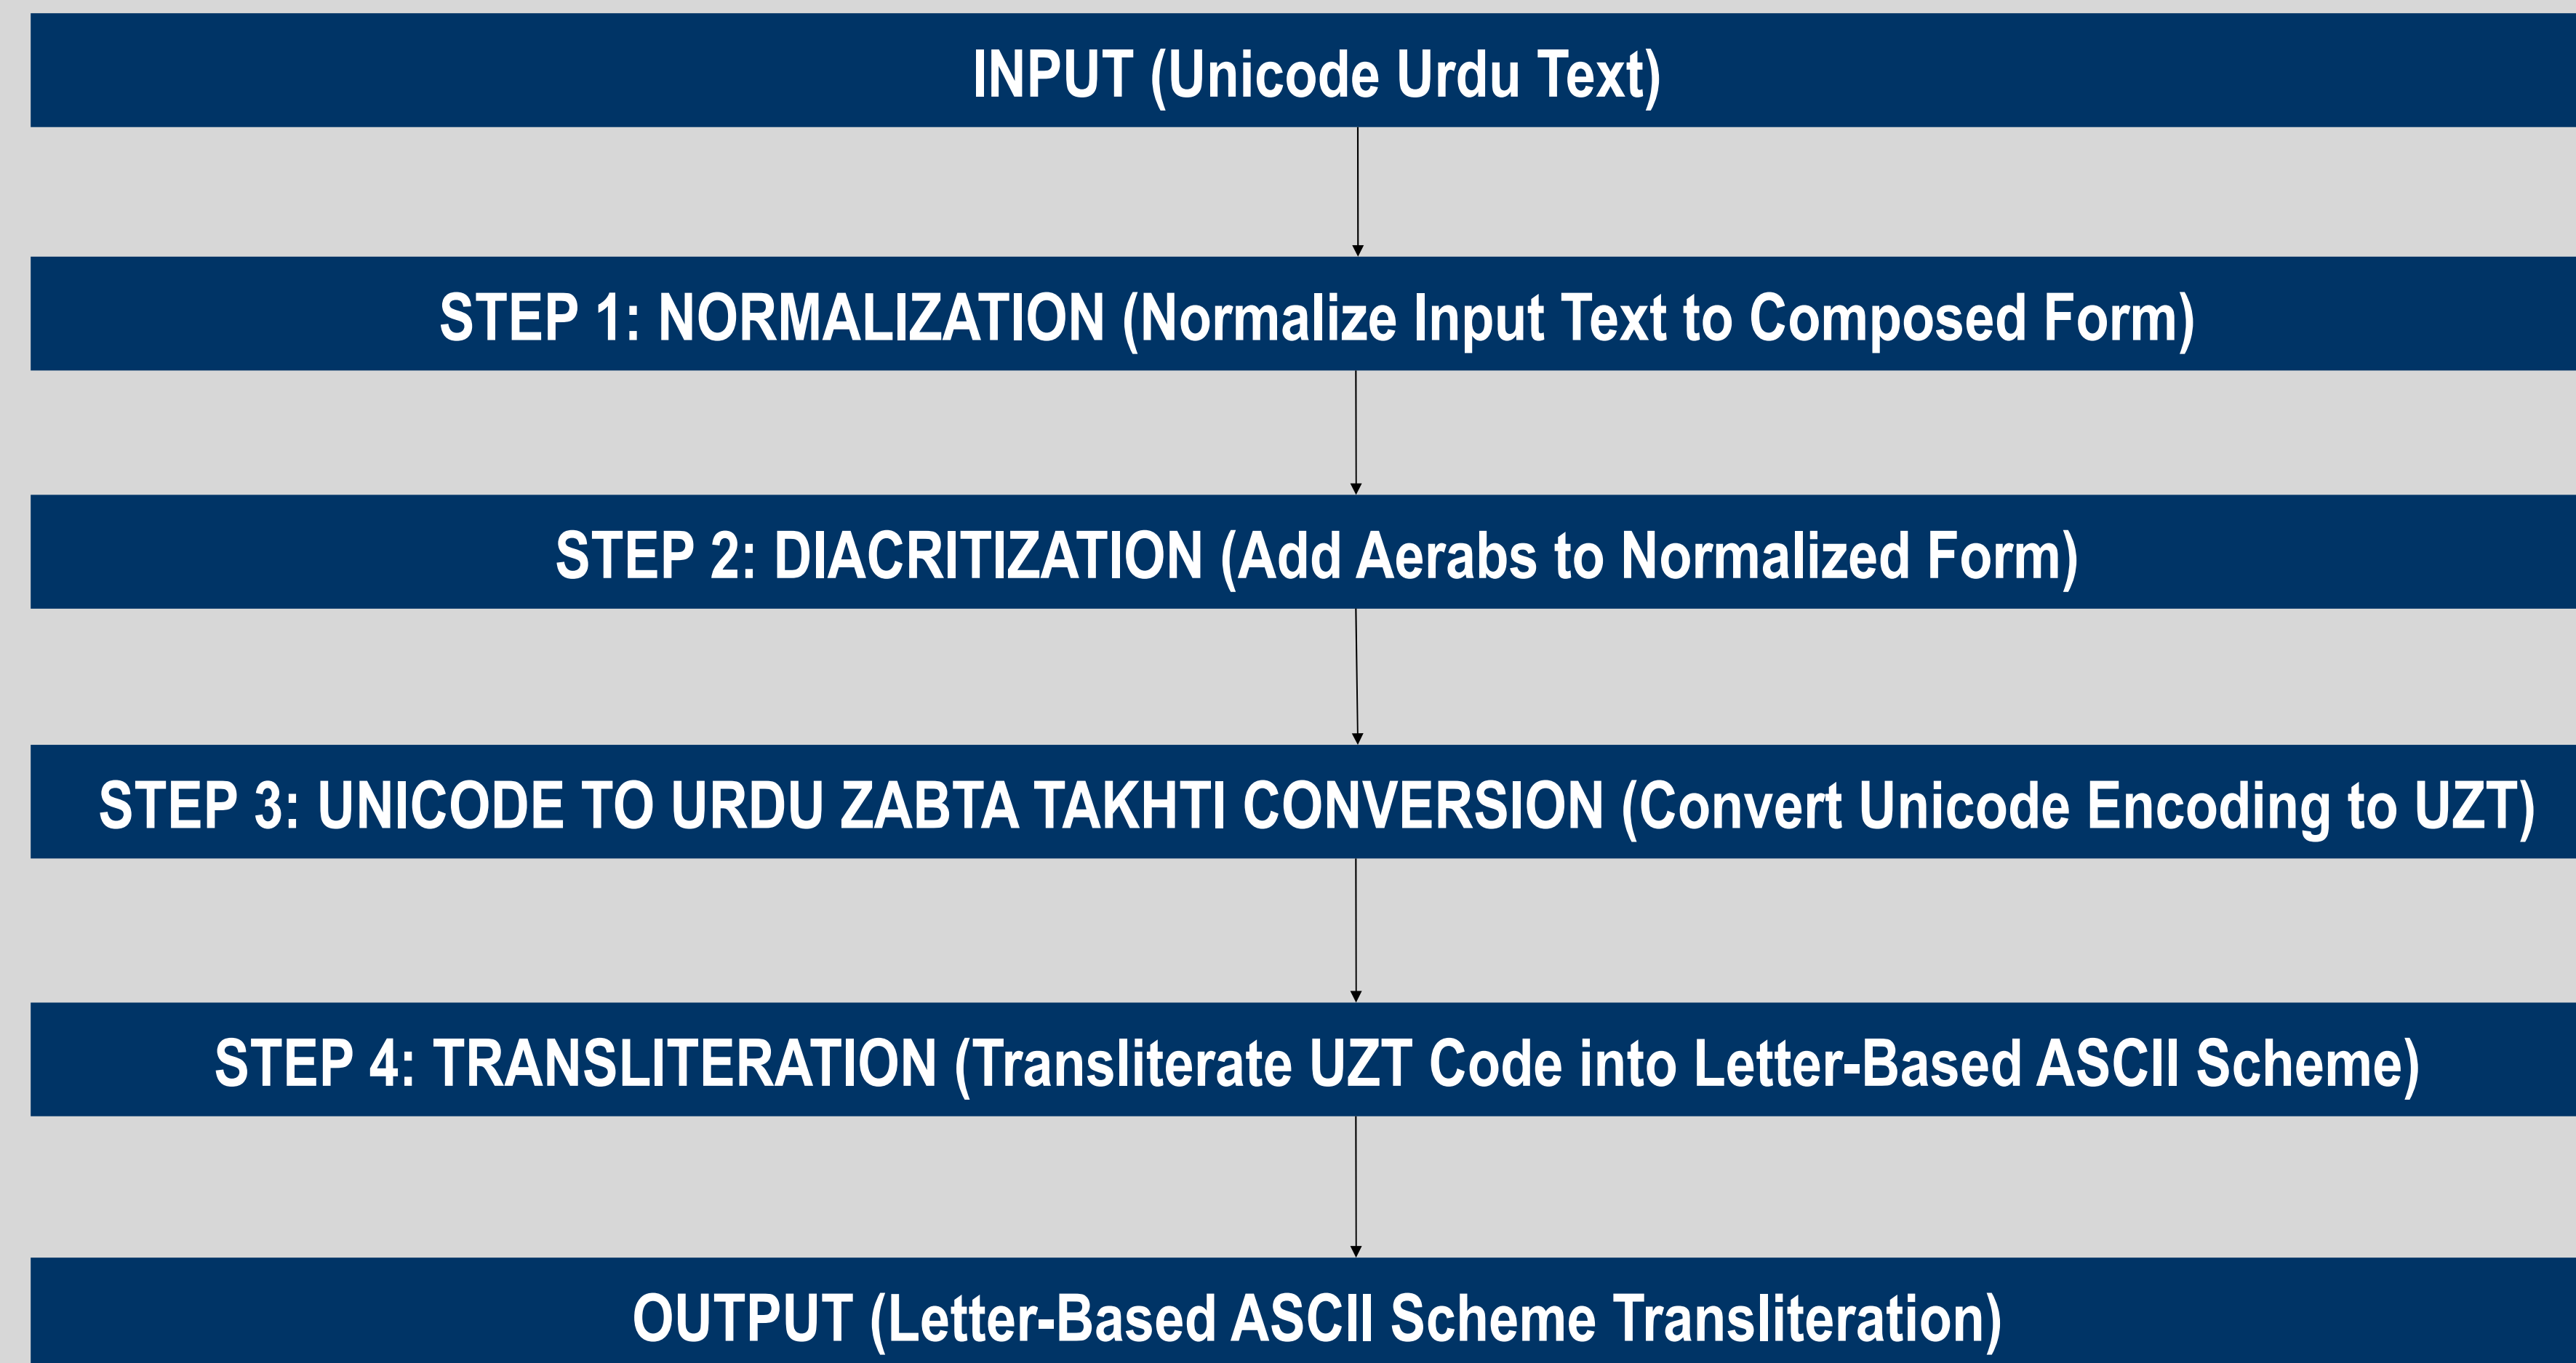 INPUT (Unicode Urdu Text)
STEP 1: NORMALIZATION (Normalize Input Text to Composed Form)
STEP 2: DIACRITIZATION (Add Aerabs to Normalized Form)
STEP 3: UNICODE TO URDU ZABTA TAKHTI CONVERSION (Convert Unicode Encoding to UZT)
STEP 4: TRANSLITERATION (Transliterate UZT Code into Letter-Based ASCII Scheme)
OUTPUT (Letter-Based ASCII Scheme Transliteration)